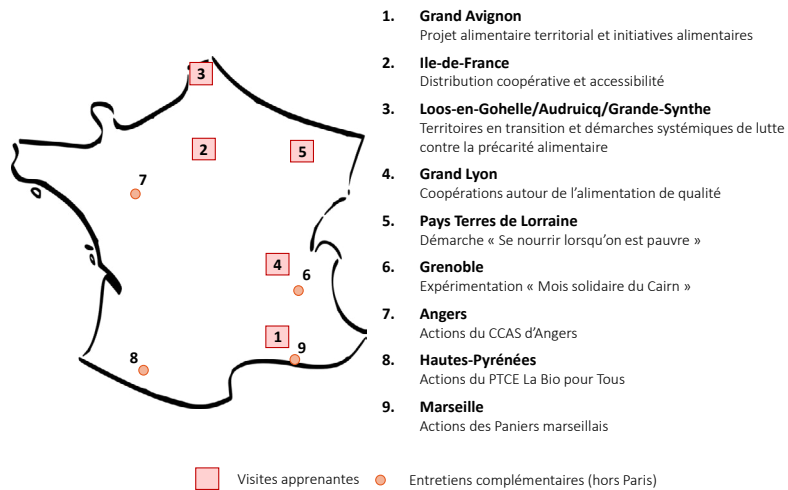 1. Grand Avignon
Projet alimentaire territorial et initiatives alimentaires
2. Ile-de-France
Distribution coopérative et accessibilité
3. Loos-en-Gohelle/Audruicq/Grande-Synthe
Territoires en transition et démarches systémiques de lutte
contre la précarité alimentaire
4. Grand Lyon
Coopérations autour de l'alimentation de qualité
5. Pays Terres de Lorraine
Démarche « Se nourrir lorsqu'on est pauvre »
6. Grenoble
Expérimentation « Mois solidaire du Cairn »
7. Angers
Actions du CCAS d'Angers
8. Hautes-Pyrénées
Actions du PTCE La Bio pour Tous
9. Marseille
Actions des Paniers marseillais
3
2
5
7
4
6
1
9
8
Visites apprenantes
Entretiens complémentaires (hors Paris)